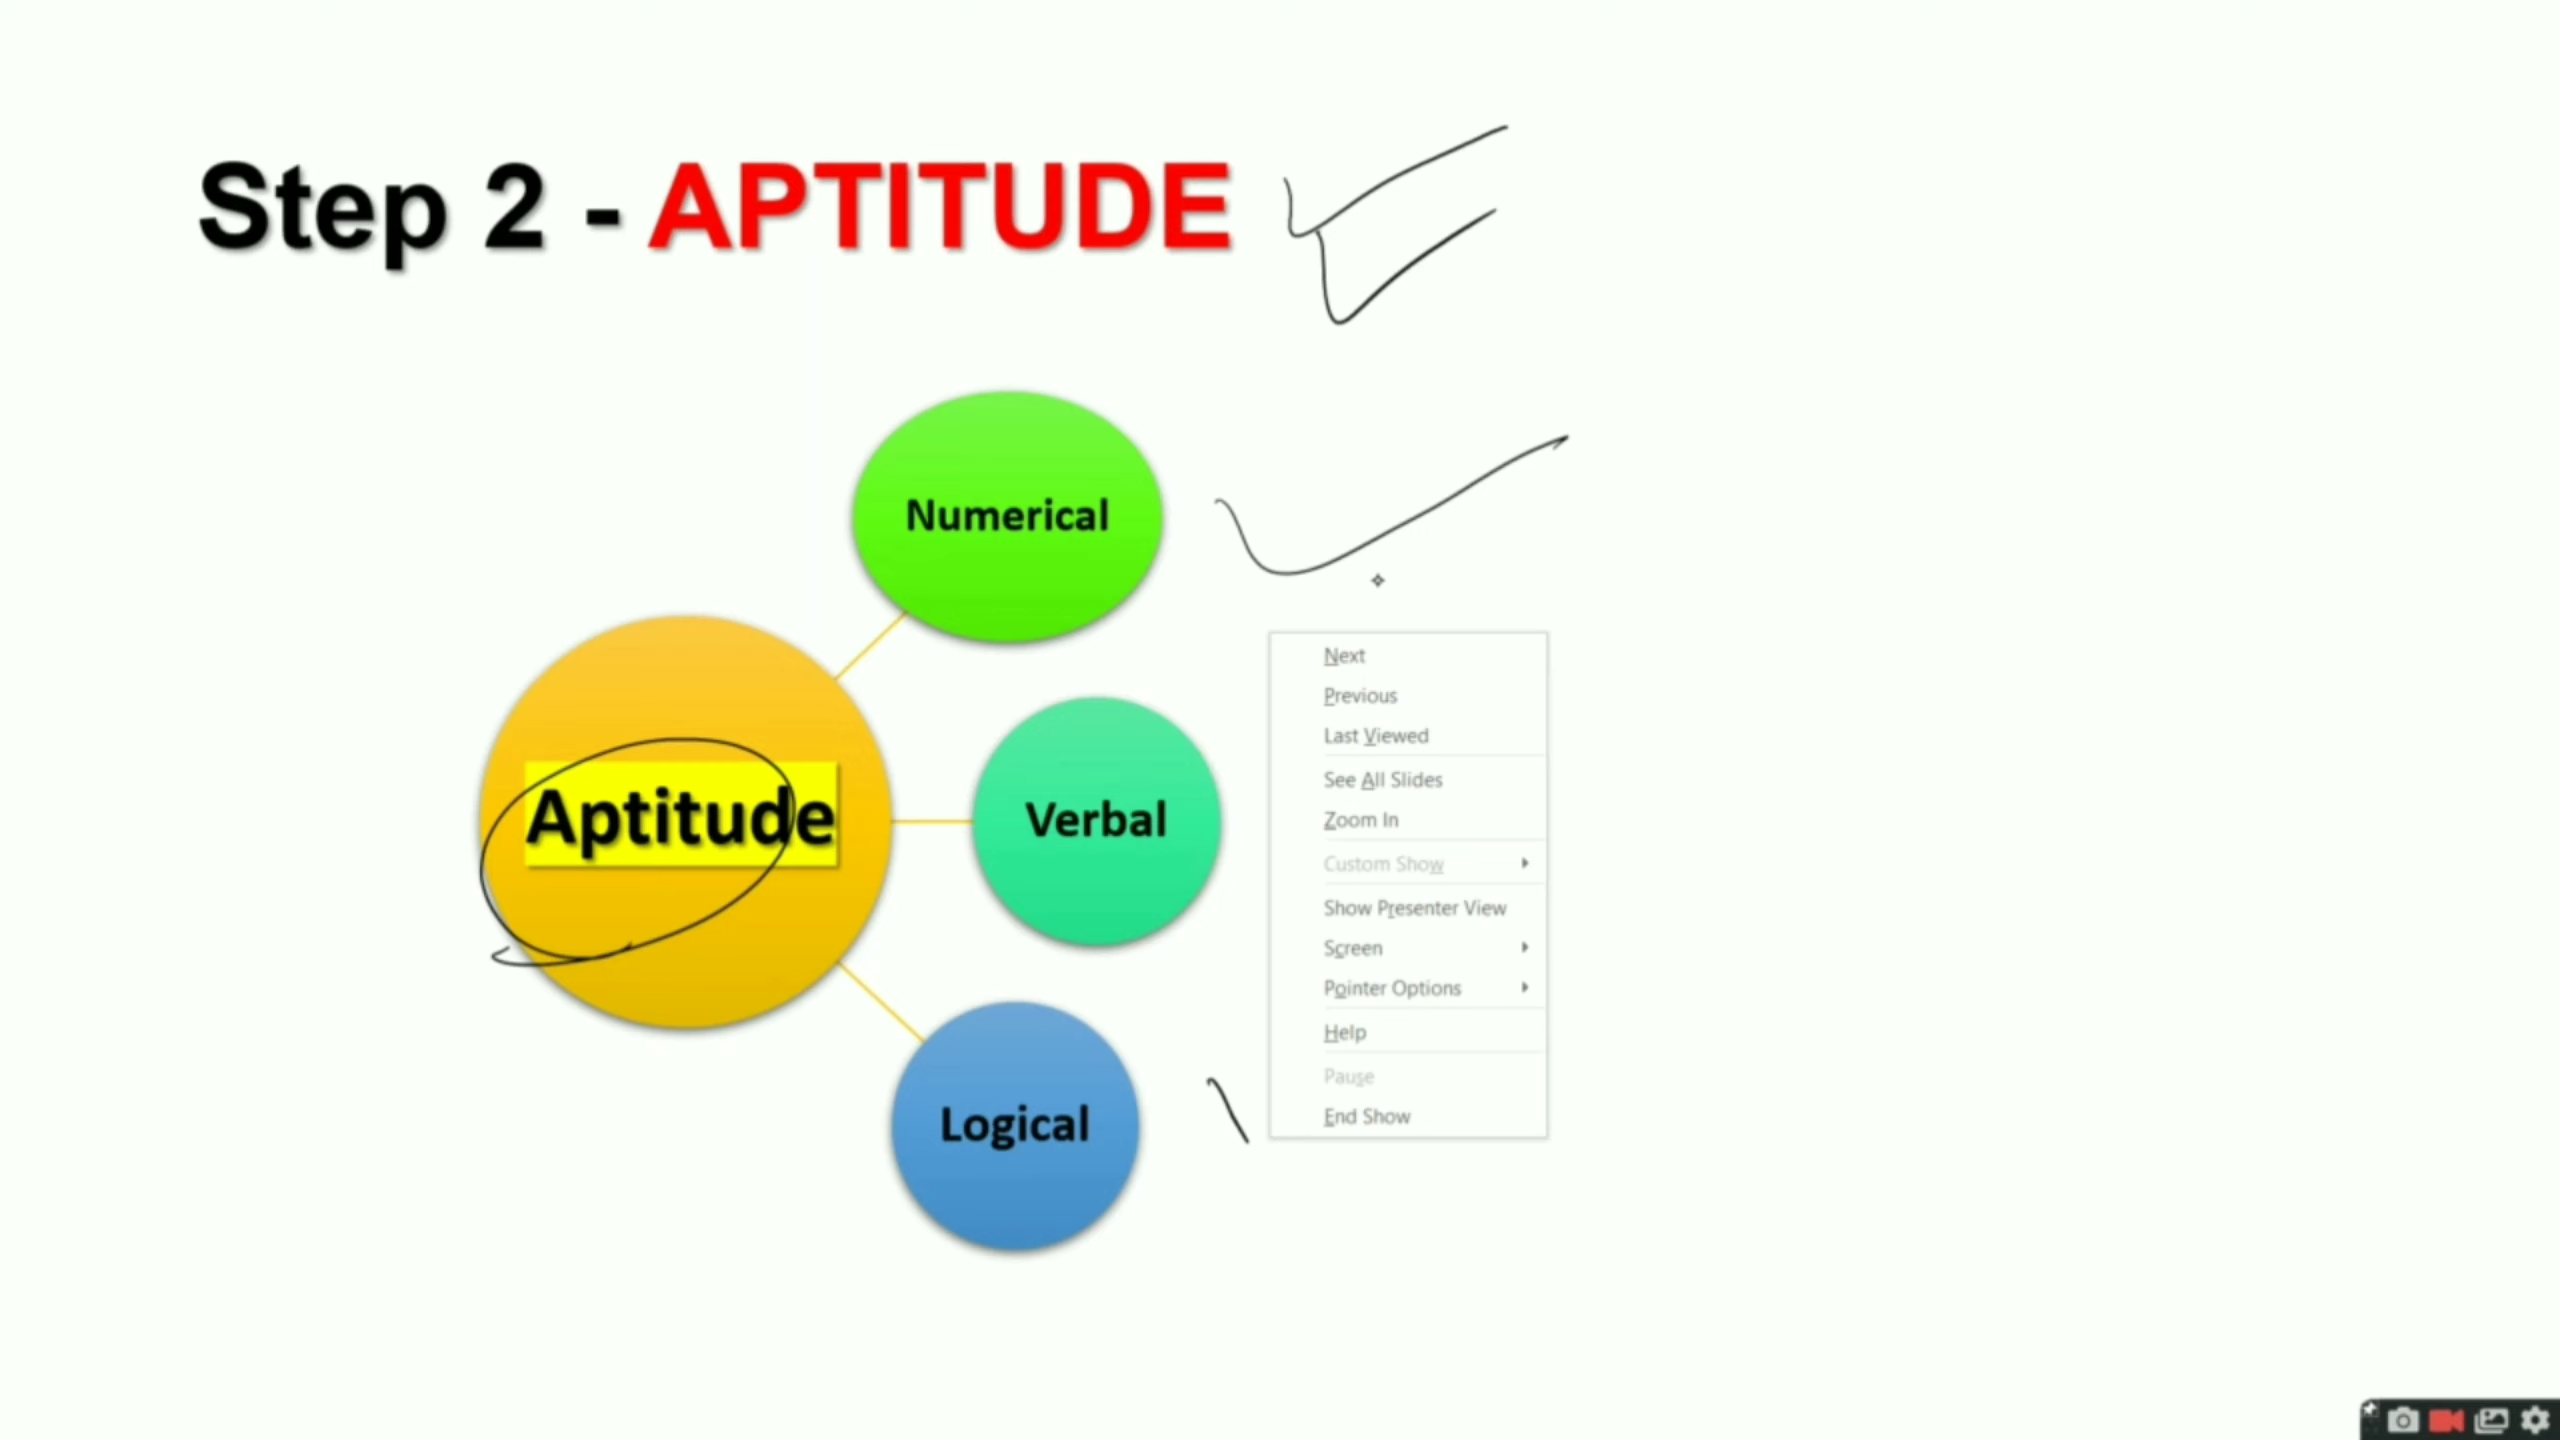 Step 2 - APTITUDE
Numerical
Aptitude
Verbal
Logical
Next
Previous
Last Viewed
See All Slides
Zoom In
Custom Show
Show Presenter View
Screen
Pointer Options
Help
Pause
End Show